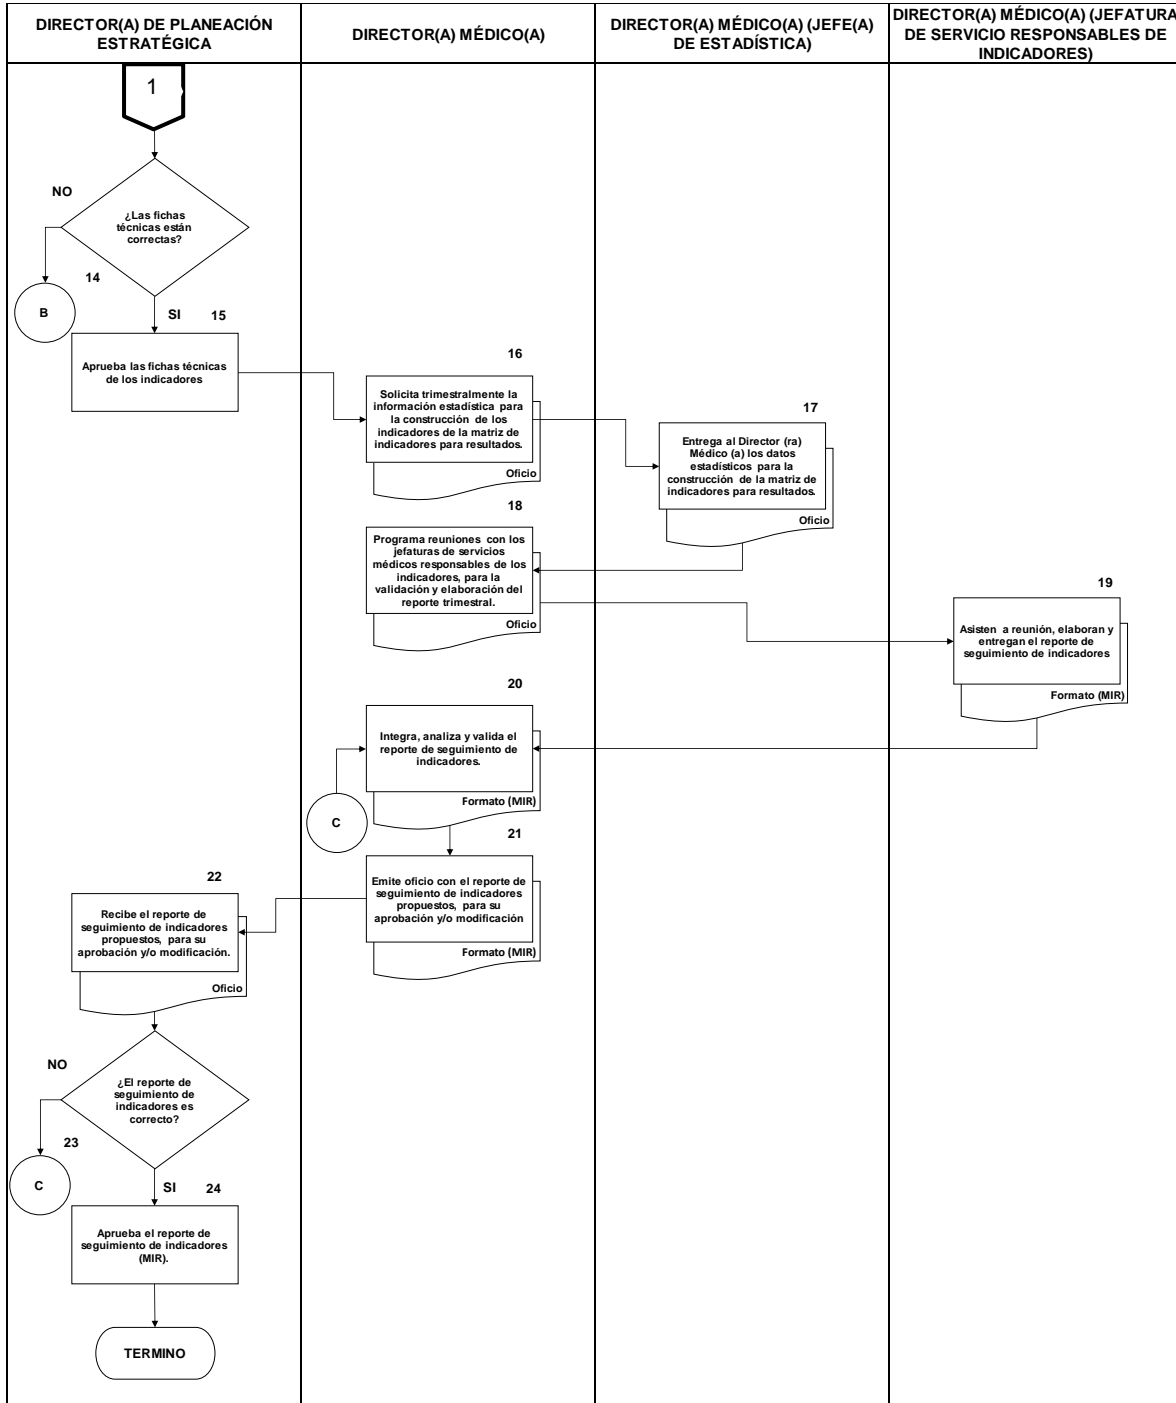 DIRECTOR(A) DE PLANEACIÓN
ESTRATÉGICA
DIRECTOR(A) MÉDICO(A)
DIRECTOR(A) MÉDICO(A) (JEFE(A)
DE ESTADÍSTICA)
DIRECTOR(A) MÉDICO(A) (JEFATURA
DE SERVICIO RESPONSABLES DE
INDICADORES)
1
NO
¿Las fichas
técnicas están
correctas?
14
B
SI
15
Aprueba las fichas técnicas
de los indicadores
16
Solicita trimestralmente la
información estadística para
la construcción de los
indicadores de la matriz de
indicadores para resultados.
Oficio
17
Entrega al Director (ra)
Médico (a) los datos
estadísticos para la
construcción de la matriz de
indicadores para resultados.
Oficio
18
Programa reuniones con los
jefaturas de servicios
médicos responsables de los
indicadores, para la
validación y elaboración del
reporte trimestral.
Oficio
19
Asisten a reunión, elaboran y
entregan el reporte de
seguimiento de indicadores
Formato (MIR)
20
Integra, analiza y valida el
reporte de seguimiento de
indicadores.
Formato (MIR)
C
21
Emite oficio con el reporte de
seguimiento de indicadores
propuestos, para su
aprobación y/o modificación
Formato (MIR)
22
Recibe el reporte de
seguimiento de indicadores
propuestos, para su
aprobación y/o modificación.
Oficio
NO
¿El reporte de
seguimiento de
indicadores es
correcto?
23
C
SI
24
Aprueba el reporte de
seguimiento de indicadores
(MIR).
TERMINO